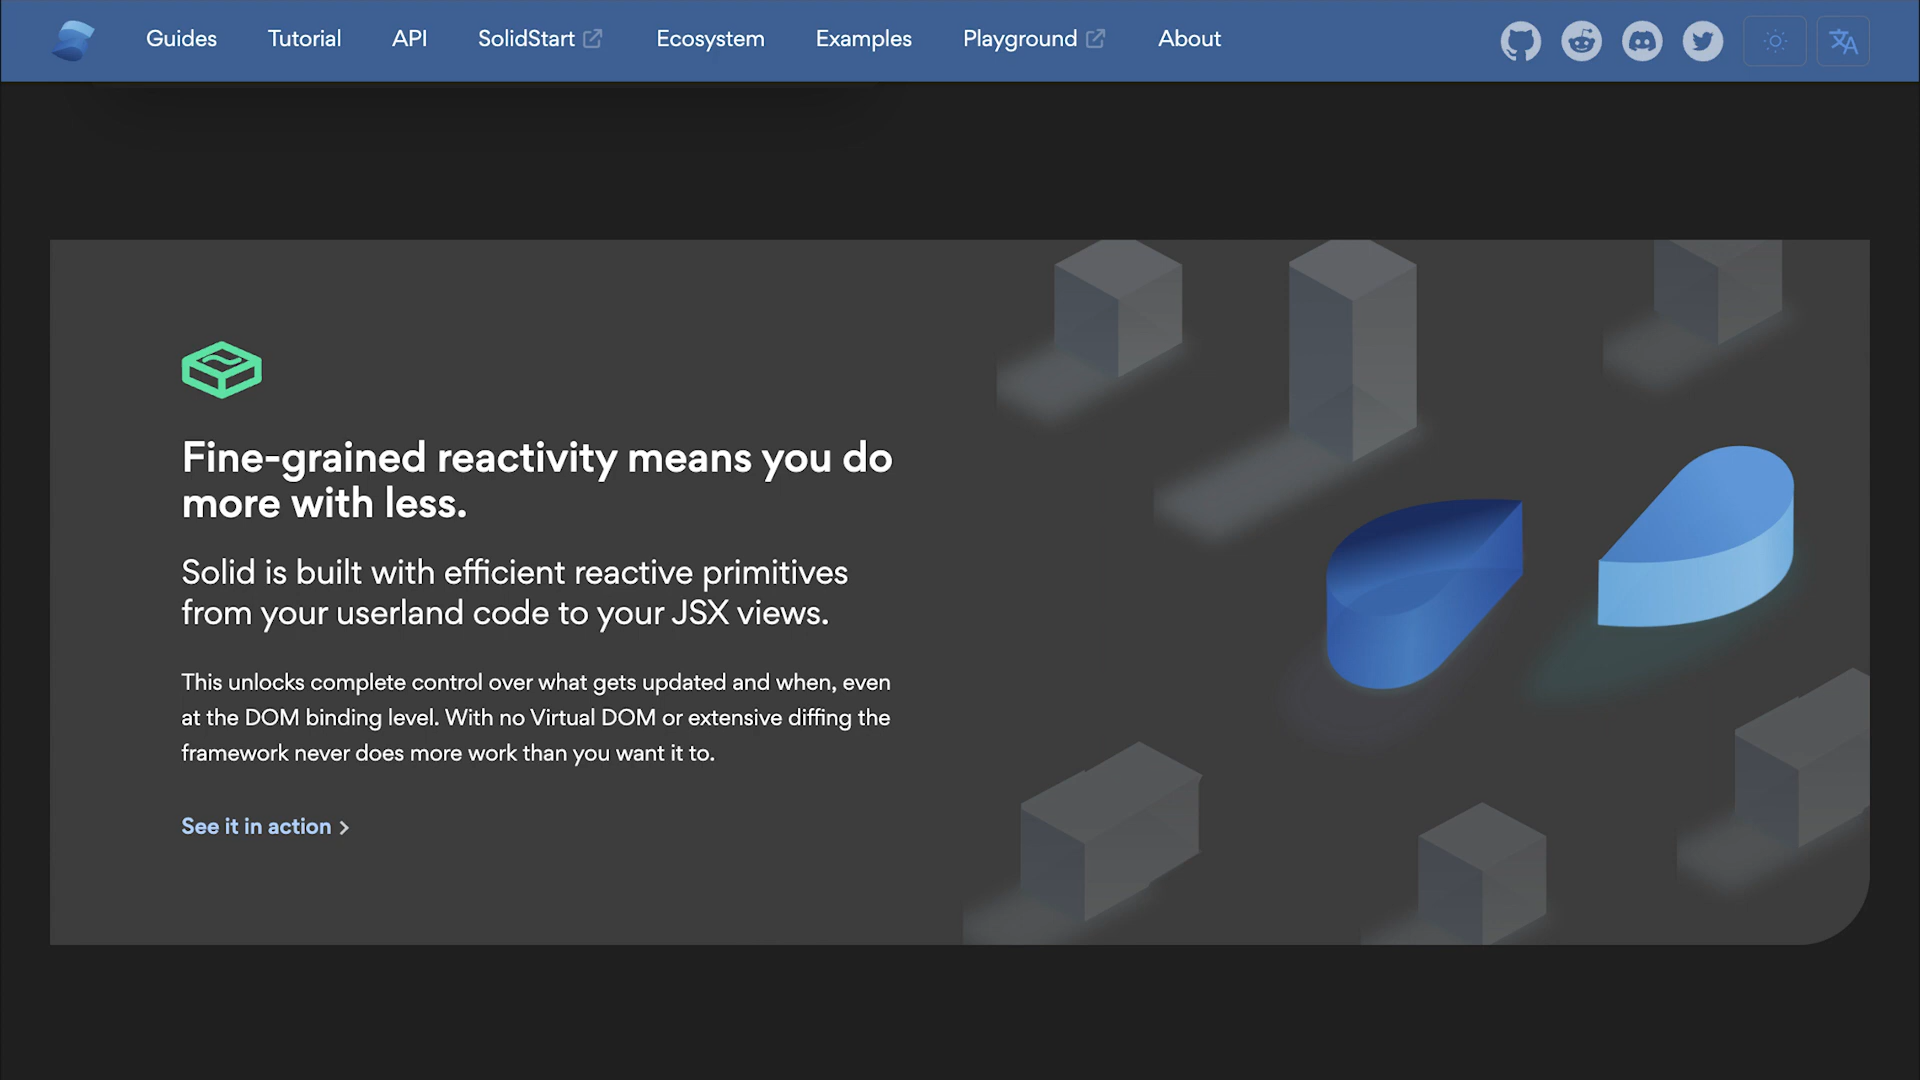 Guides Tutorial API SolidStart Ecosystem Examples Playground About
Fine-grained reactivity means you do
more with less.
Solid is built with efficient reactive primitives
from your userland code to your JSX views.
This unlocks complete control over what gets updated and when, even
at the DOM binding level. With no Virtual DOM or extensive diffing the
framework never does more work than you want it to.
See it in action